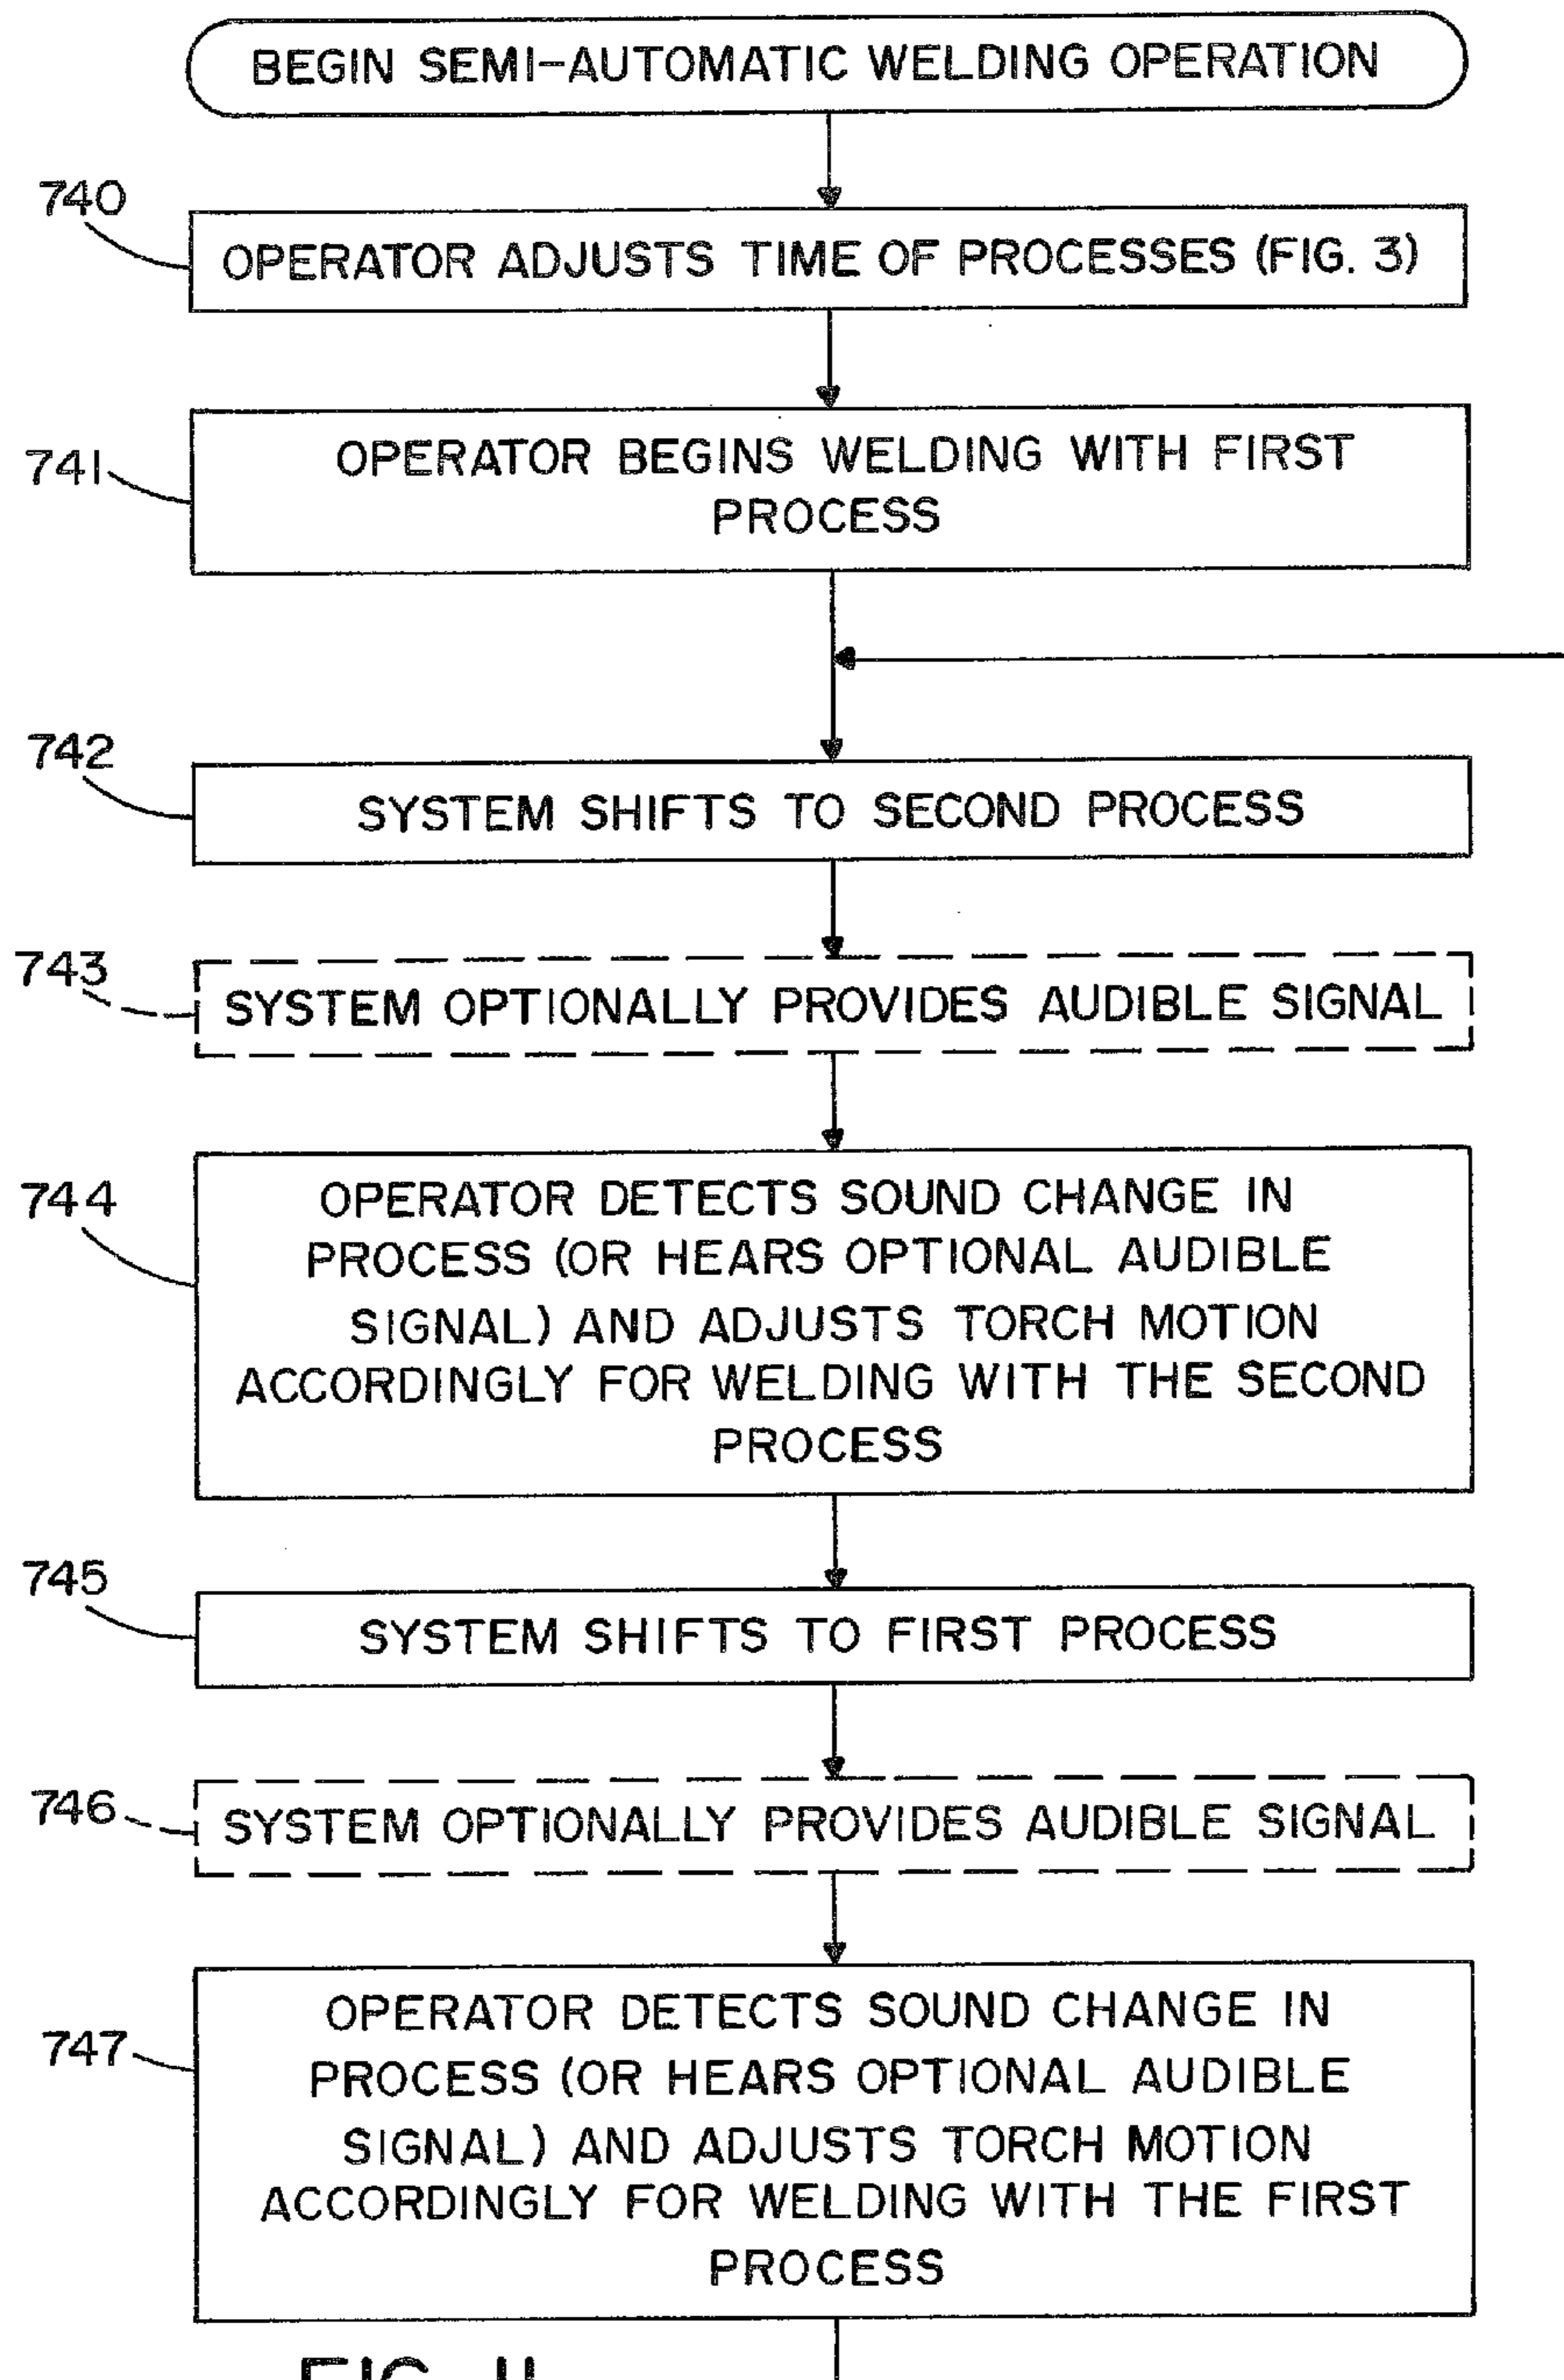 BEGIN SEMI-AUTOMATIC WELDING OPERATION
740
OPERATOR ADJUSTS TIME OF PROCESSES (FIG. 3)
741
OPERATOR BEGINS WELDING WITH FIRST
PROCESS
742
SYSTEM SHIFTS TO SECOND PROCESS
743
SYSTEM OPTIONALLY PROVIDES AUDIBLE SIGNAL
744
OPERATOR DETECTS SOUND CHANGE IN
PROCESS (OR HEARS OPTIONAL AUDIBLE
SIGNAL) AND ADJUSTS TORCH MOTION
ACCORDINGLY FOR WELDING WITH THE SECOND
PROCESS
745
SYSTEM SHIFTS TO FIRST PROCESS
746
SYSTEM OPTIONALLY PROVIDES AUDIBLE SIGNAL
747
OPERATOR DETECTS SOUND CHANGE IN
PROCESS (OR HEARS OPTIONAL AUDIBLE
SIGNAL) AND ADJUSTS TORCH MOTION
ACCORDINGLY FOR WELDING WITH THE FIRST
PROCESS
FIG. 11